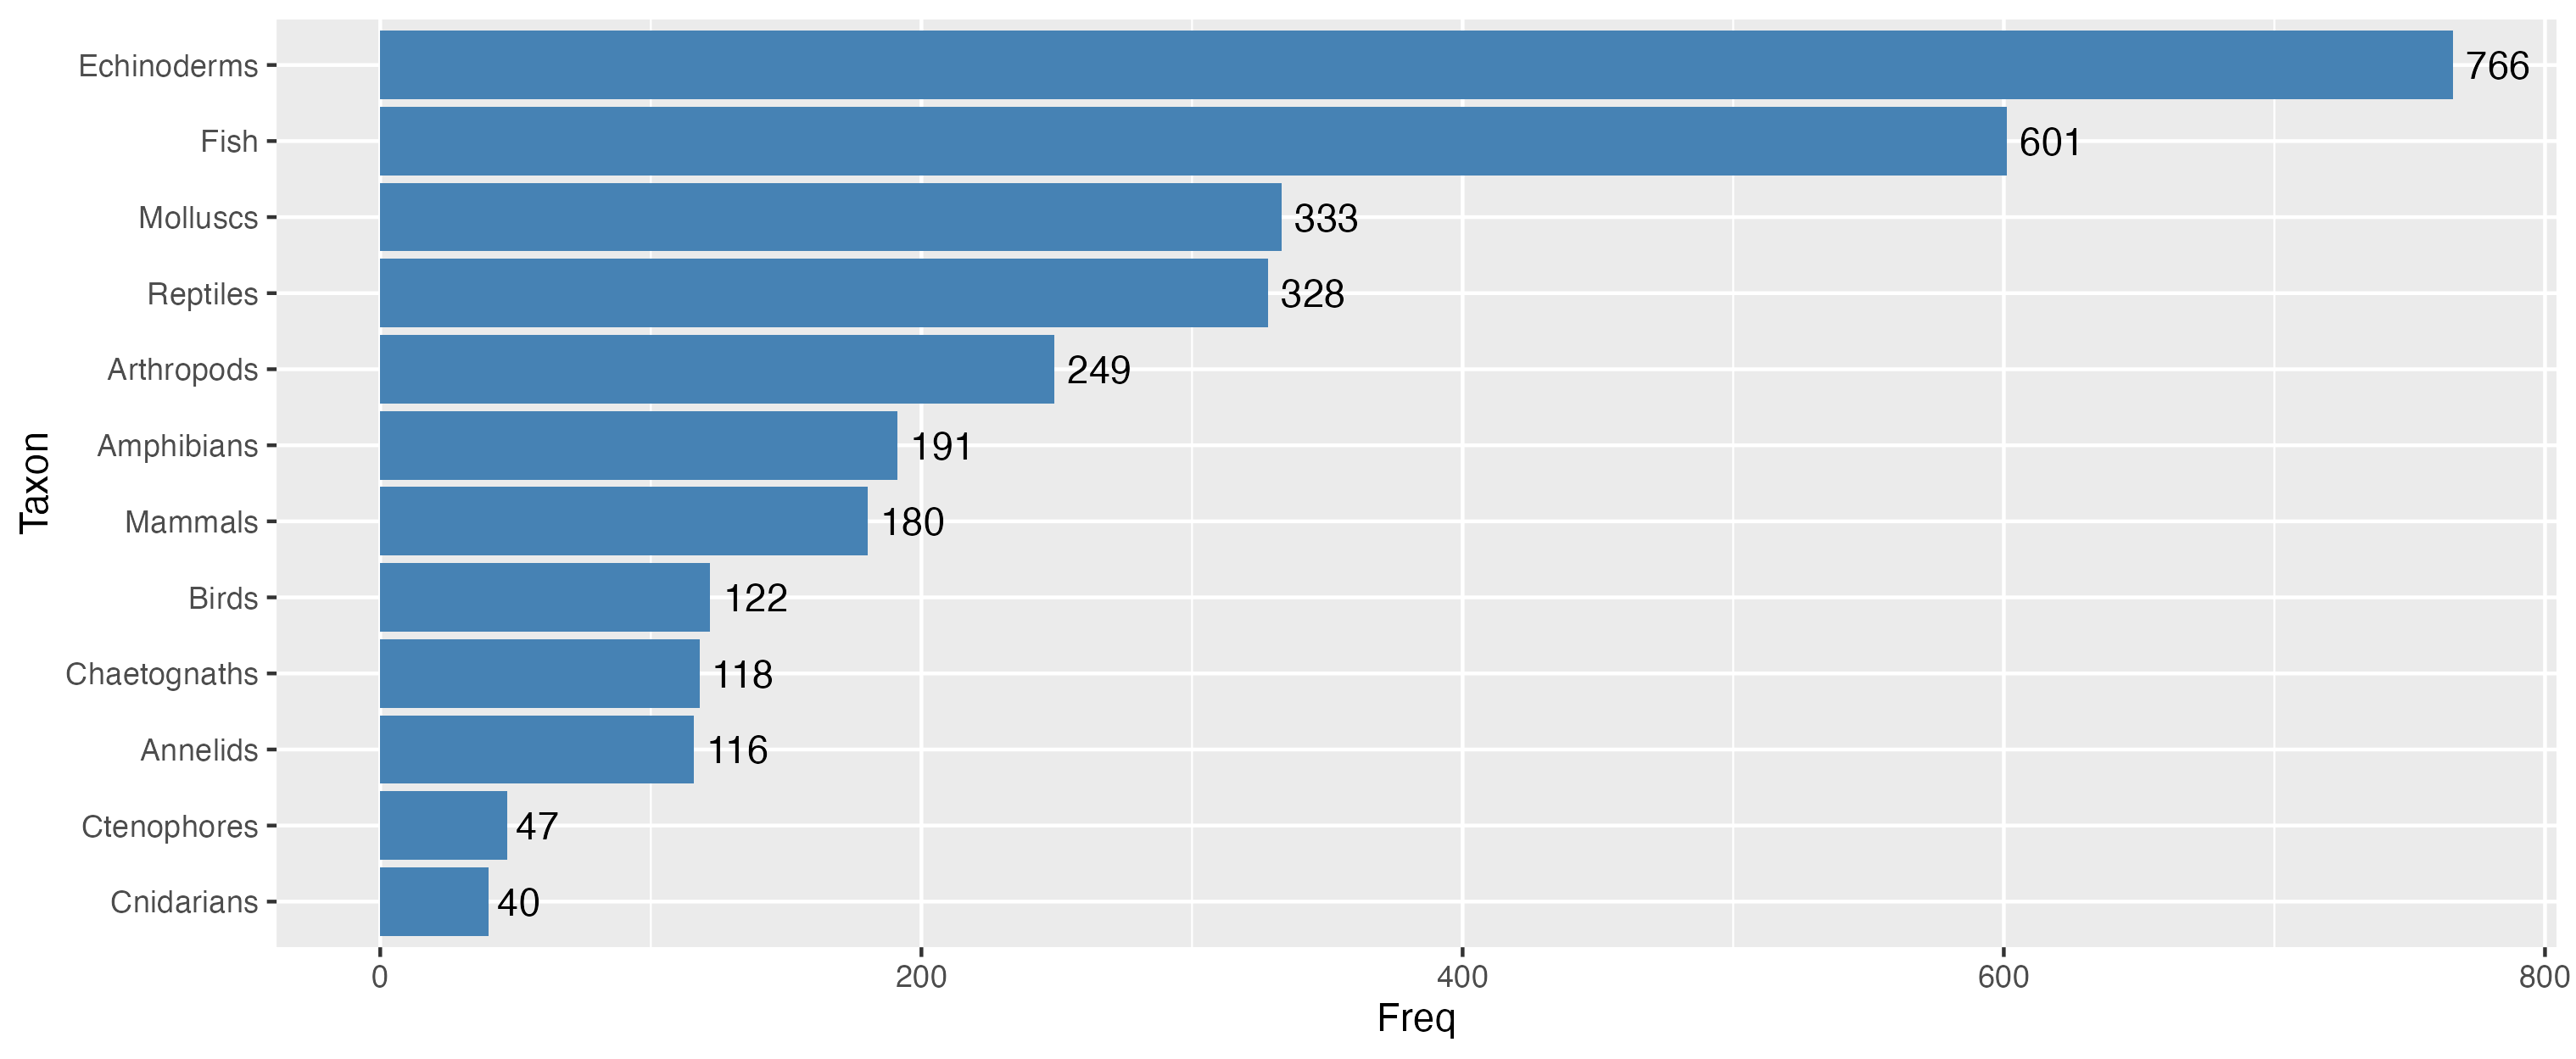 Echinoderms 766
Fish 601
Molluscs 333
Reptiles 328
Arthropods 249
Amphibians 191
Mammals 180
Birds 122
Chaetognaths 118
Annelids 116
Ctenophores 47
Cnidarians 40
Taxon
0 200 400 600 800
Freq